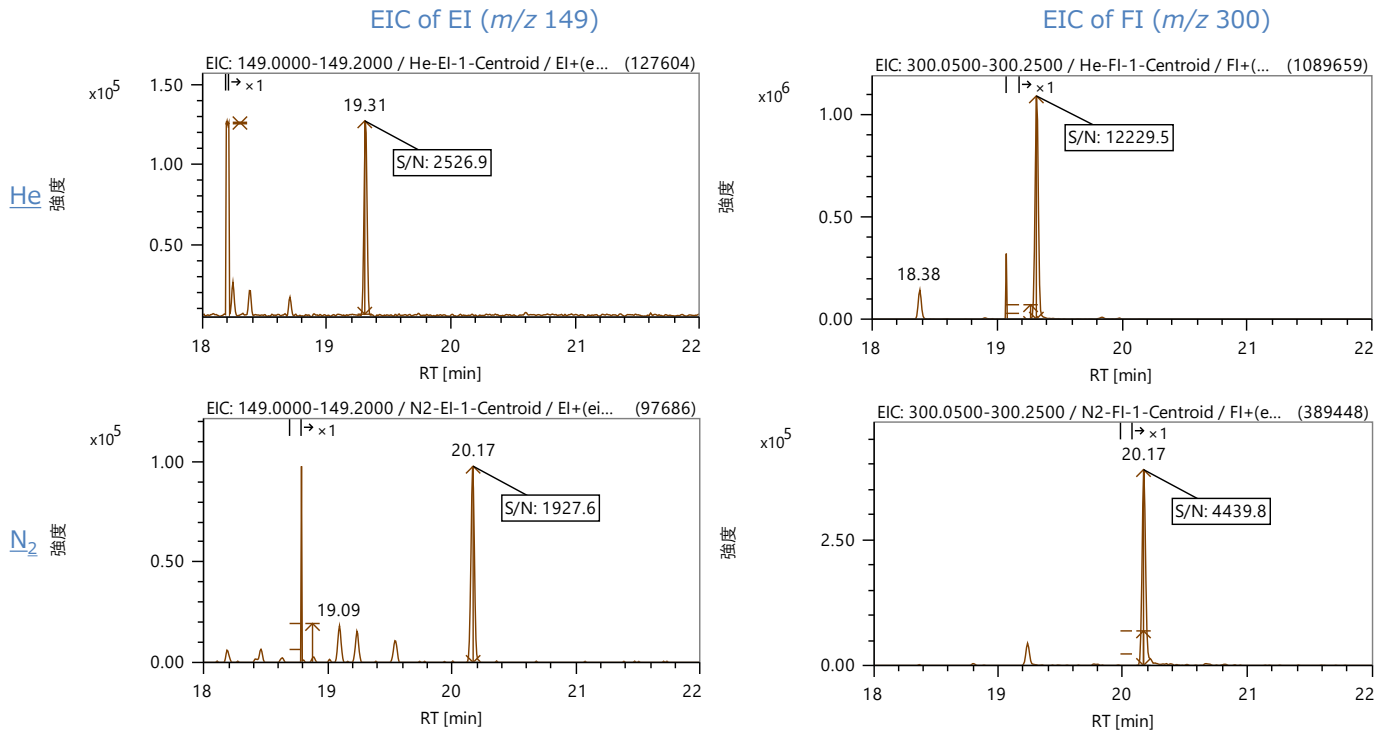 EIC of EI (m/z 149)
EIC of FI (m/z 300)
He
EIC: 149.0000-149.2000 / He-EI-1-Centroid / EI+(e... (127604)
x10^5
→ ×1
1.50
1.00
0.50
強度
19.31
S/N: 2526.9
18 19 20 21 22
RT [min]
EIC: 300.0500-300.2500 / He-FI-1-Centroid / FI+(... (1089659)
x10^6
→ ×1
1.00
0.50
0.00
強度
18.38
S/N: 12229.5
18 19 20 21 22
RT [min]
N₂
EIC: 149.0000-149.2000 / N2-EI-1-Centroid / EI+(ei... (97686)
x10^5
→ ×1
1.00
0.50
0.00
強度
19.09
20.17
S/N: 1927.6
18 19 20 21 22
RT [min]
EIC: 300.0500-300.2500 / N2-FI-1-Centroid / FI+(e... (389448)
x10^5
→ ×1
2.50
0.00
強度
20.17
S/N: 4439.8
18 19 20 21 22
RT [min]